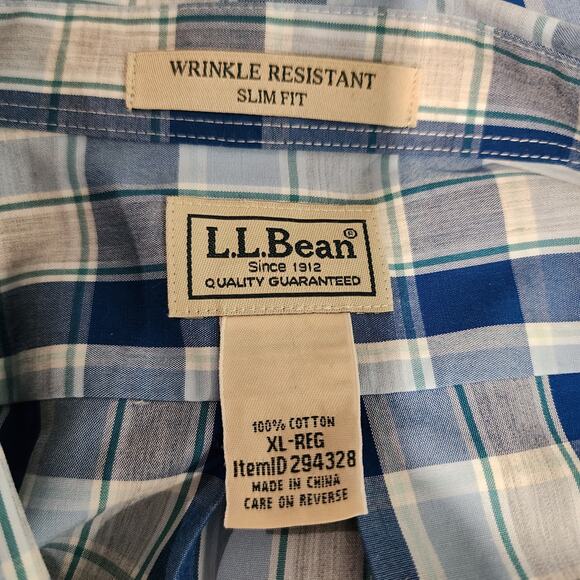 WRINKLE RESISTANT
SLIM FIT
L.L.Bean®
Since 1912
QUALITY GUARANTEED
100% COTTON
XL-REG
ItemID 294328
MADE IN CHINA
CARE ON REVERSE